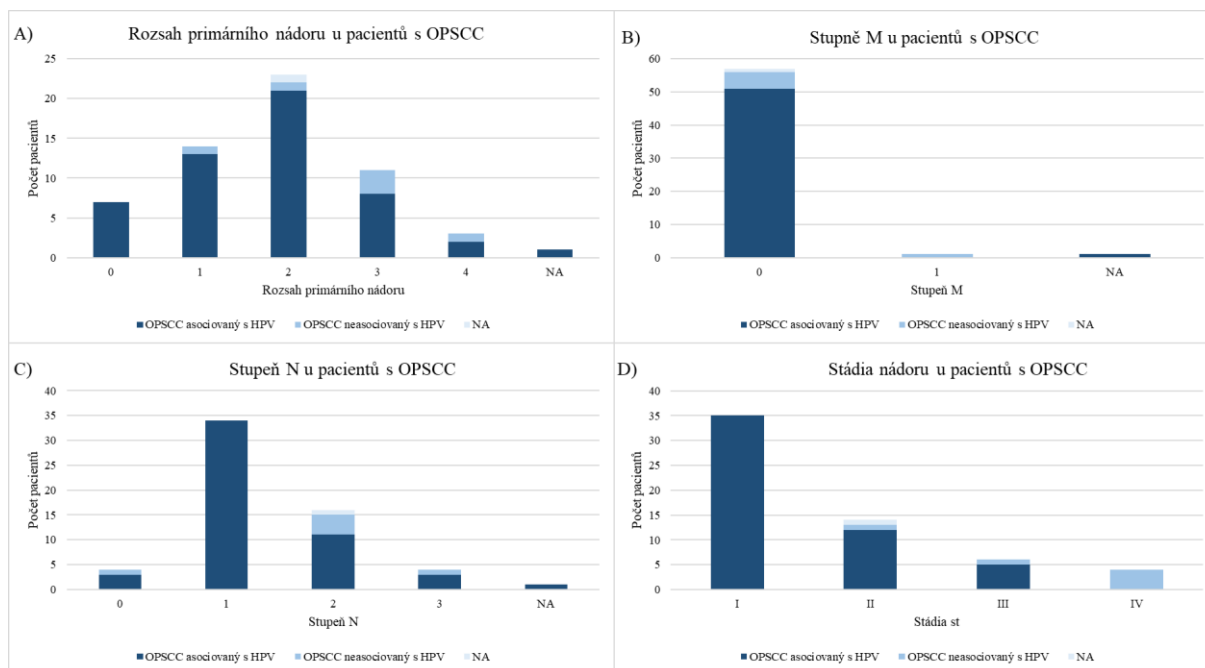 A)
Rozsah primárního nádoru u pacientů s OPSCC
Počet pacientů
25
20
15
10
5
0
0 1 2 3 4 NA
Rozsah primárního nádoru
OPSCC asociovaný s HPV OPSCC neasociovaný s HPV NA
B)
Stupně M u pacientů s OPSCC
Počet pacientů
60
50
40
30
20
10
0
0 1 NA
Stupeň M
OPSCC asociovaný s HPV OPSCC neasociovaný s HPV NA
C)
Stupeň N u pacientů s OPSCC
Počet pacientů
40
35
30
25
20
15
10
5
0
0 1 2 3 NA
Stupeň N
OPSCC asociovaný s HPV OPSCC neasociovaný s HPV NA
D)
Stádia nádoru u pacientů s OPSCC
Počet pacientů
40
35
30
25
20
15
10
5
0
I II III IV
Stádia st
OPSCC asociovaný s HPV OPSCC neasociovaný s HPV NA